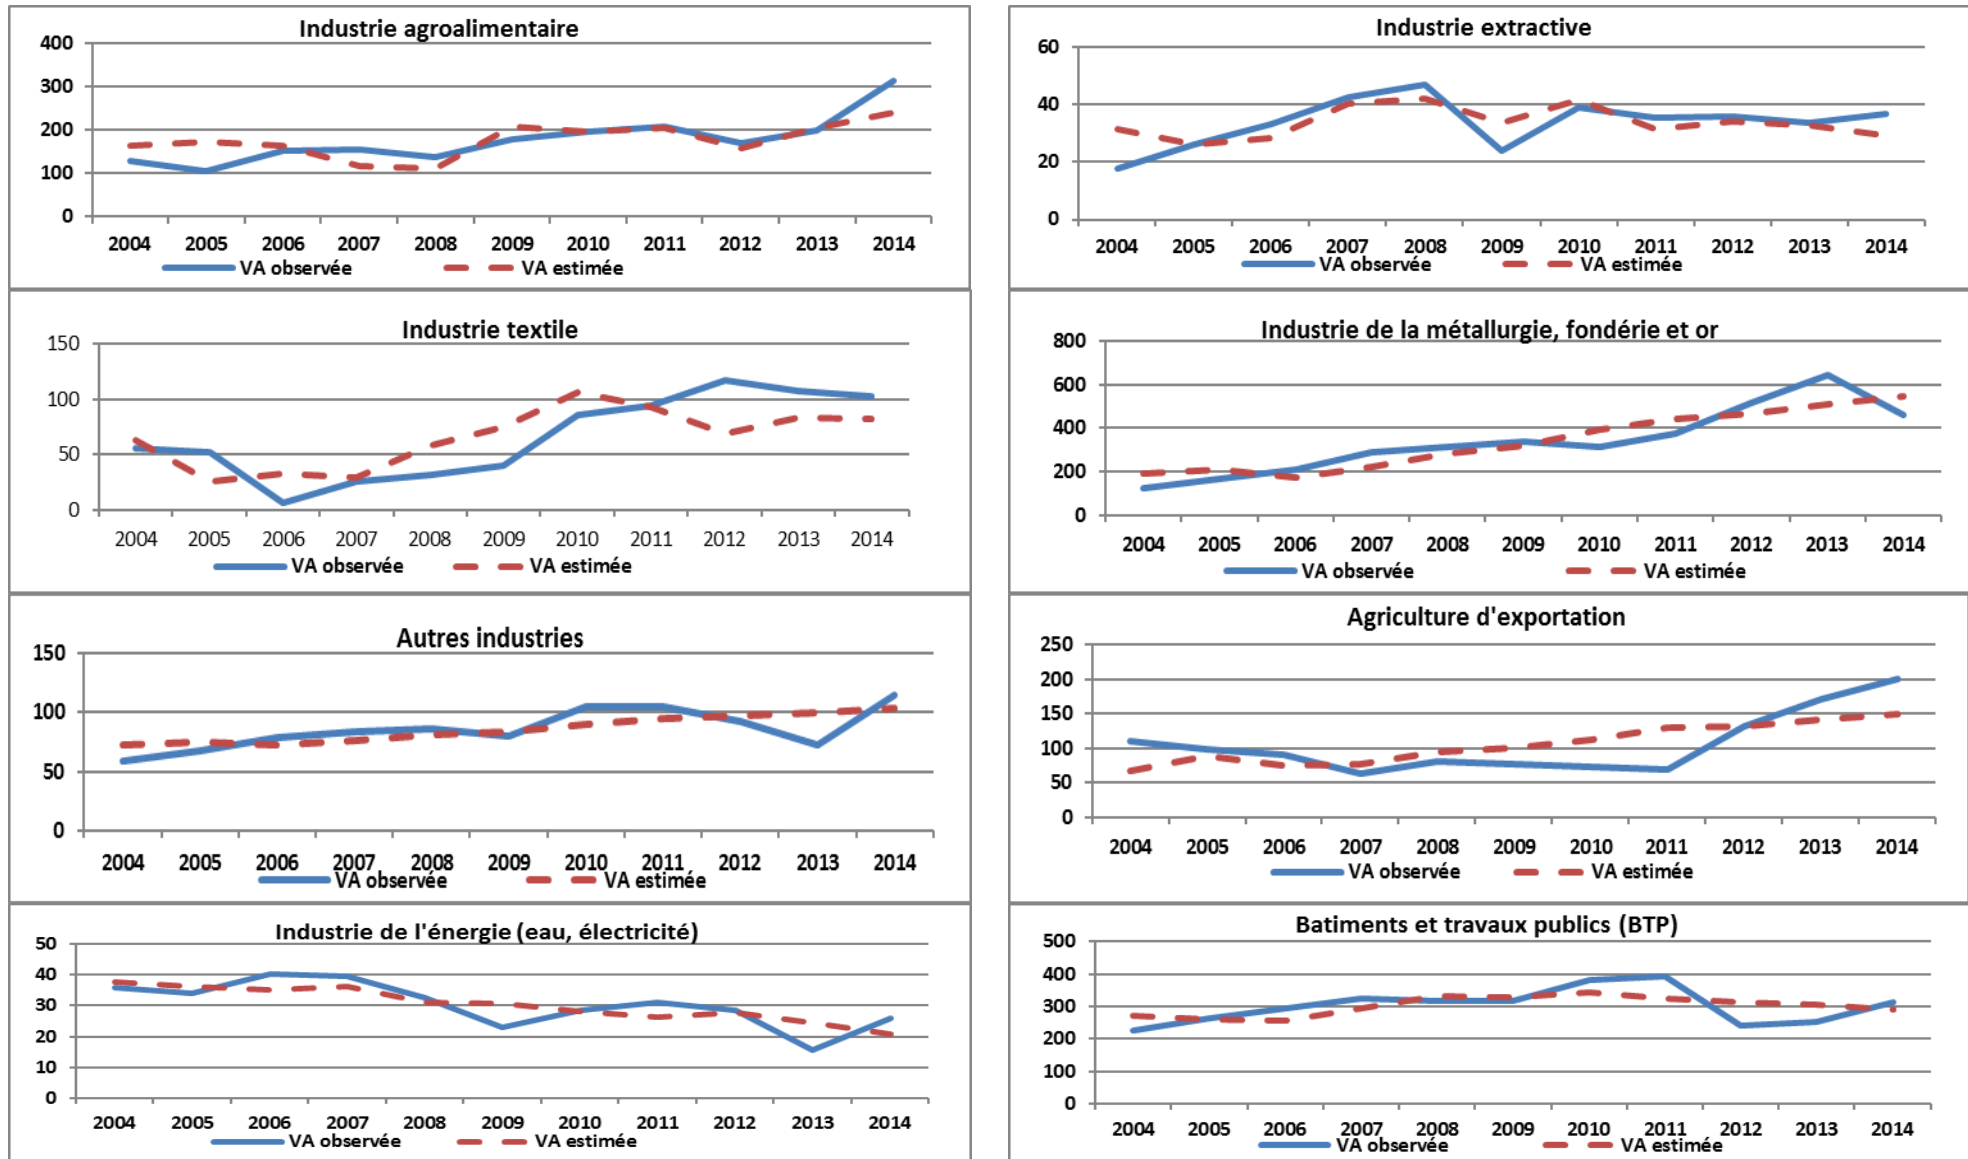 Industrie agroalimentaire
400
300
200
100
0
2004 2005 2006 2007 2008 2009 2010 2011 2012 2013 2014
VA observée VA estimée
Industrie extractive
60
40
20
0
2004 2005 2006 2007 2008 2009 2010 2011 2012 2013 2014
VA observée VA estimée
Industrie textile
150
100
50
0
2004 2005 2006 2007 2008 2009 2010 2011 2012 2013 2014
VA observée VA estimée
Industrie de la métallurgie, fondérie et or
800
600
400
200
0
2004 2005 2006 2007 2008 2009 2010 2011 2012 2013 2014
VA observée VA estimée
Autres industries
150
100
50
0
2004 2005 2006 2007 2008 2009 2010 2011 2012 2013 2014
VA observée VA estimée
Agriculture d'exportation
250
200
150
100
50
0
2004 2005 2006 2007 2008 2009 2010 2011 2012 2013 2014
VA observée VA estimée
Industrie de l'énergie (eau, électricité)
50
40
30
20
10
0
2004 2005 2006 2007 2008 2009 2010 2011 2012 2013 2014
VA observée VA estimée
Batiments et travaux publics (BTP)
500
400
300
200
100
0
2004 2005 2006 2007 2008 2009 2010 2011 2012 2013 2014
VA observée VA estimée